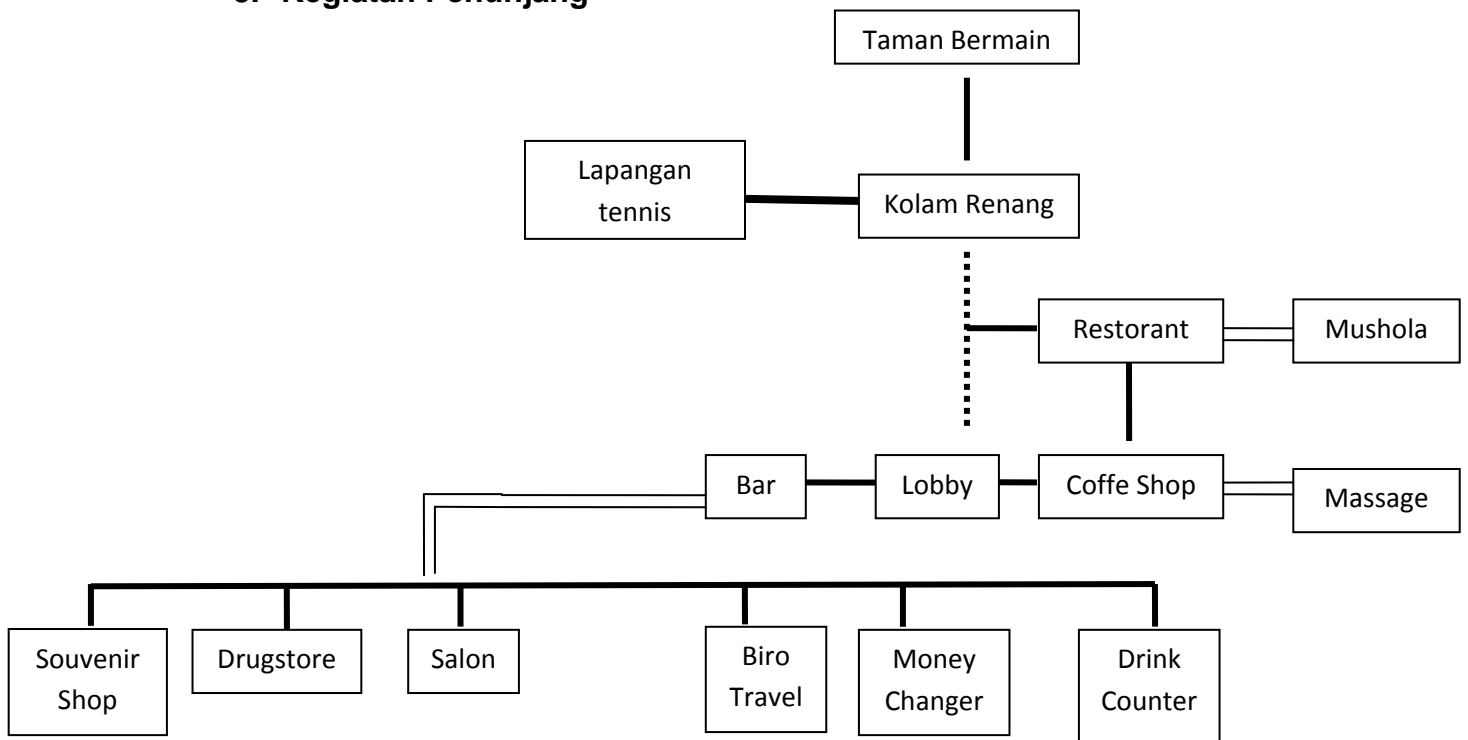 Taman Bermain
Lapangan
tennis
Kolam Renang
Restorant
Mushola
Bar
Lobby
Coffe Shop
Massage
Souvenir
Shop
Drugstore
Salon
Biro
Travel
Money
Changer
Drink
Counter